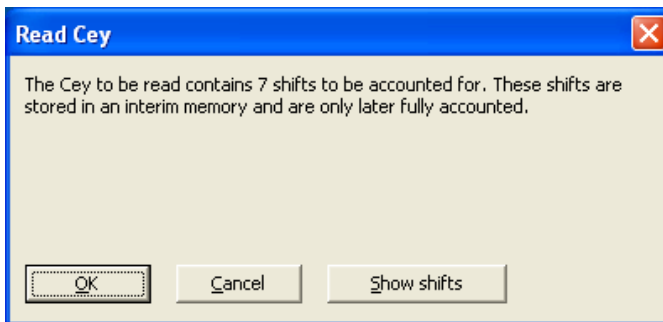 Read Cey
The Cey to be read contains 7 shifts to be accounted for. These shifts are
stored in an interim memory and are only later fully accounted.
OK Cancel Show shifts